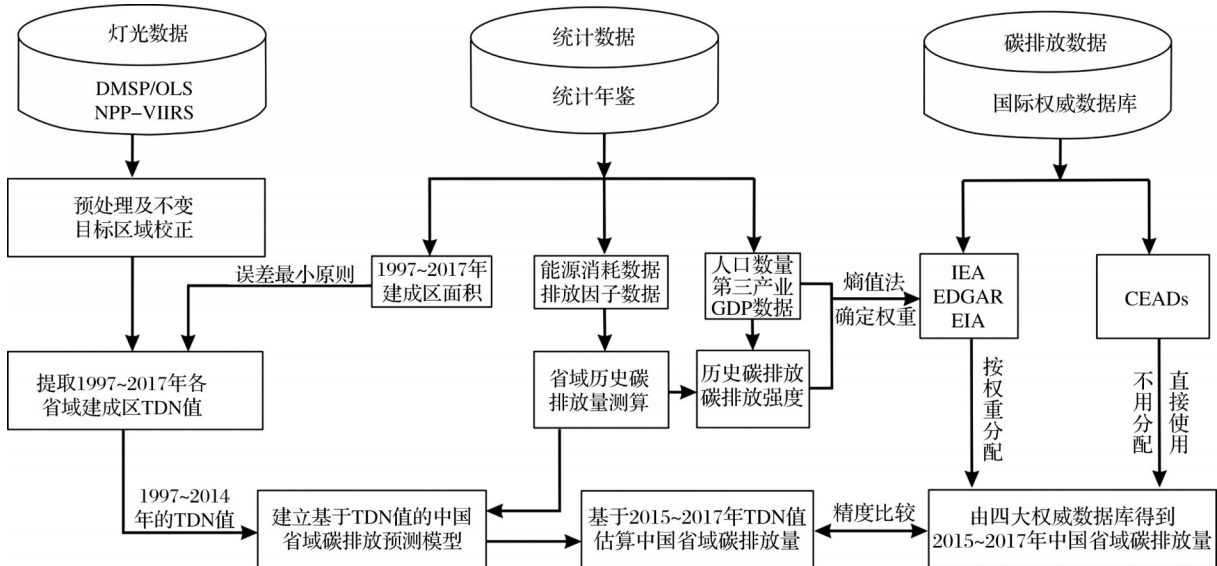 灯光数据
DMSP/OLS
NPP-VIIRS
统计数据
统计年鉴
碳排放数据
国际权威数据库
预处理及不变
目标区域校正
误差最小原则
1997~2017年
建成区面积
能源消耗数据
排放因子数据
人口数量
第三产业
GDP数据
熵值法
确定权重
IEA
EDGAR
EIA
CEADs
提取1997~2017年各
省域建成区TDN值
省域历史碳
排放量测算
历史碳排放
碳排放强度
按权重分配
不用分配
直接使用
1997~2014
年的TDN值
建立基于TDN值的中国
省域碳排放预测模型
基于2015~2017年TDN值
估算中国省域碳排放量
精度比较
由四大权威数据库得到
2015~2017年中国省域碳排放量